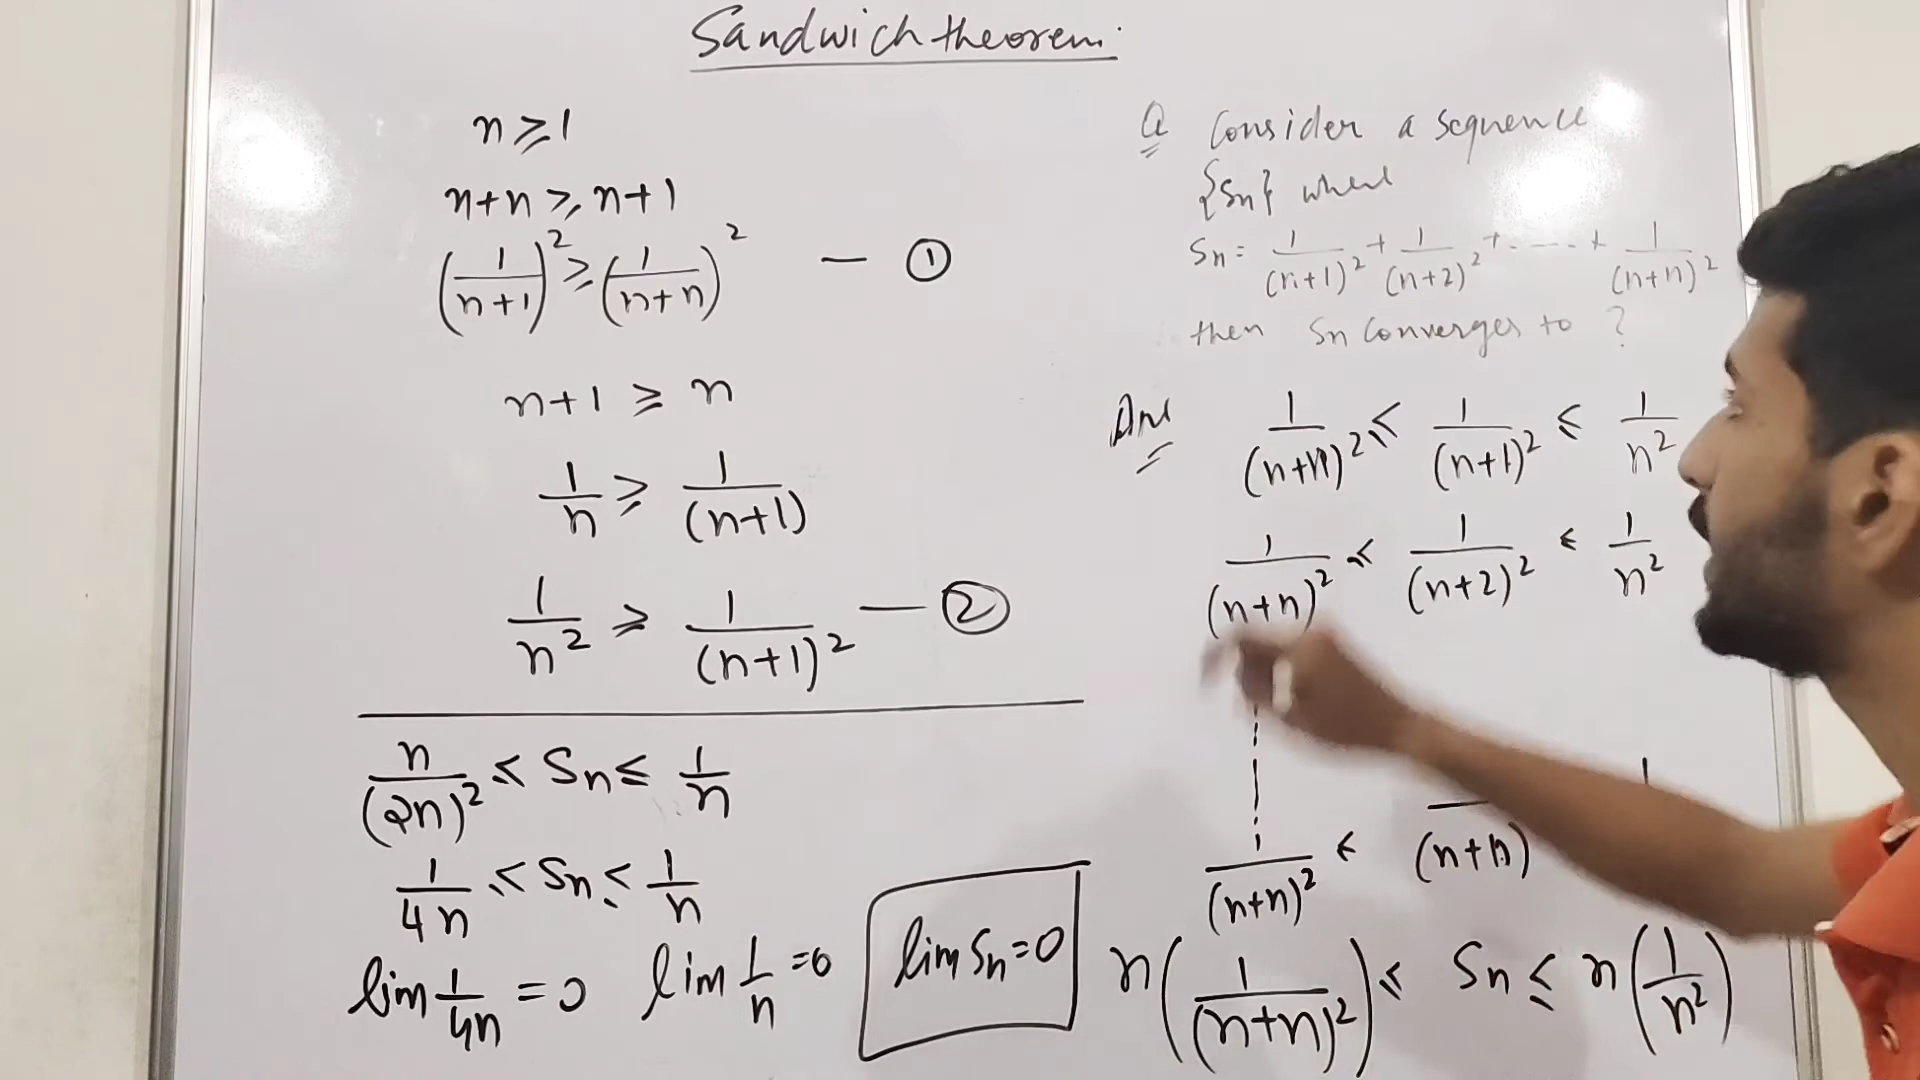 Sandwich theorem.
n ≥ 1
n+n ≥ n+1
(1/(n+1))² ≥ (1/(n+n))² — ①
n+1 ≥ n
1/n ≥ 1/(n+1)
1/n² ≥ 1/(n+1)² — ②
n/(2n)² ≤ Sn ≤ 1/n
1/4n ≤ Sn ≤ 1/n
lim 1/4n = 0 lim 1/n = 0 lim Sn = 0
Q Consider a sequence
{Sn} where
Sn = 1/(n+1)² + 1/(n+2)² + ----- + 1/(n+n)²
then Sn Converges to ?
Ans 1/(n+n)² ≤ 1/(n+1)² ≤ 1/n²
1/(n+n)² ≤ 1/(n+2)² ≤ 1/n²
1/(n+n)² ≤ (n+n)
n(1/(n+n)²) ≤ Sn ≤ n(1/n²)